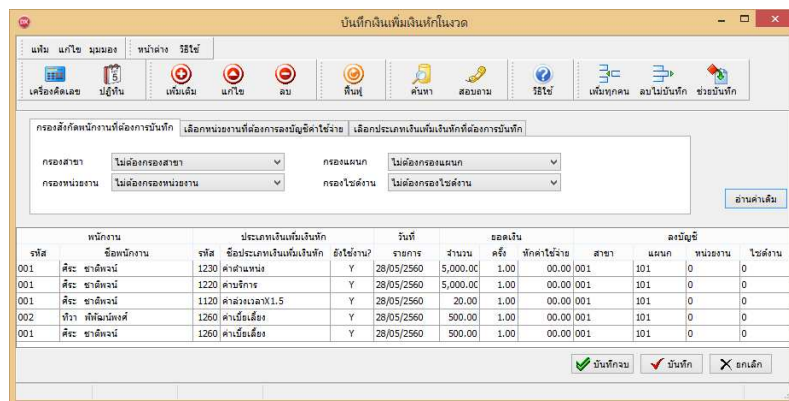 บันทึกเงินเพิ่มเงินหักในงวด
แฟ้ม แก้ไข มุมมอง หน้าต่าง วิธีใช้
เครื่องคิดเลข ปฏิทิน เพิ่มเติม แก้ไข ลบ ฟื้นฟู ค้นหา สอบถาม วิธีใช้ เพิ่มทุกคน ลบไม่บันทึก ช่วยบันทึก
กรองสังกัดพนักงานที่ต้องการบันทึก เลือกหน่วยงานที่ต้องการลงบัญชีค่าใช้จ่าย เลือกประเภทเงินเพิ่มเงินหักที่ต้องการบันทึก
กรองสาขา ไม่ต้องกรองสาขา กรองแผนก ไม่ต้องกรองแผนก
กรองหน่วยงาน ไม่ต้องกรองหน่วยงาน กรองไซด์งาน ไม่ต้องกรองไซด์งาน
อ่านค่าเดิม
พนักงาน ประเภทเงินเพิ่มเงินหัก วันที่ ยอดเงิน ลงบัญชี
รหัส ชื่อพนักงาน รหัส ชื่อประเภทเงินเพิ่มเงินหัก ยังใช้งาน? รายการ จำนวน ครั้ง หักค่าใช้จ่าย สาขา แผนก หน่วยงาน ไซด์งาน
001 ศิระ ชาติพจน์ 1230 ค่าตำแหน่ง Y 28/05/2560 5,000.00 1.00 00.00 001 101 0 0
001 ศิระ ชาติพจน์ 1220 ค่าบริการ Y 28/05/2560 5,000.00 1.00 00.00 001 101 0 0
001 ศิระ ชาติพจน์ 1120 ค่าล่วงเวลาX1.5 Y 28/05/2560 20.00 1.00 00.00 001 101 0 0
002 ทิวา พิพัฒน์พงศ์ 1260 ค่าเบี้ยเลี้ยง Y 28/05/2560 500.00 1.00 00.00 001 101 0 0
001 ศิระ ชาติพจน์ 1260 ค่าเบี้ยเลี้ยง Y 28/05/2560 500.00 1.00 00.00 001 101 0 0
บันทึกจบ บันทึก ยกเลิก